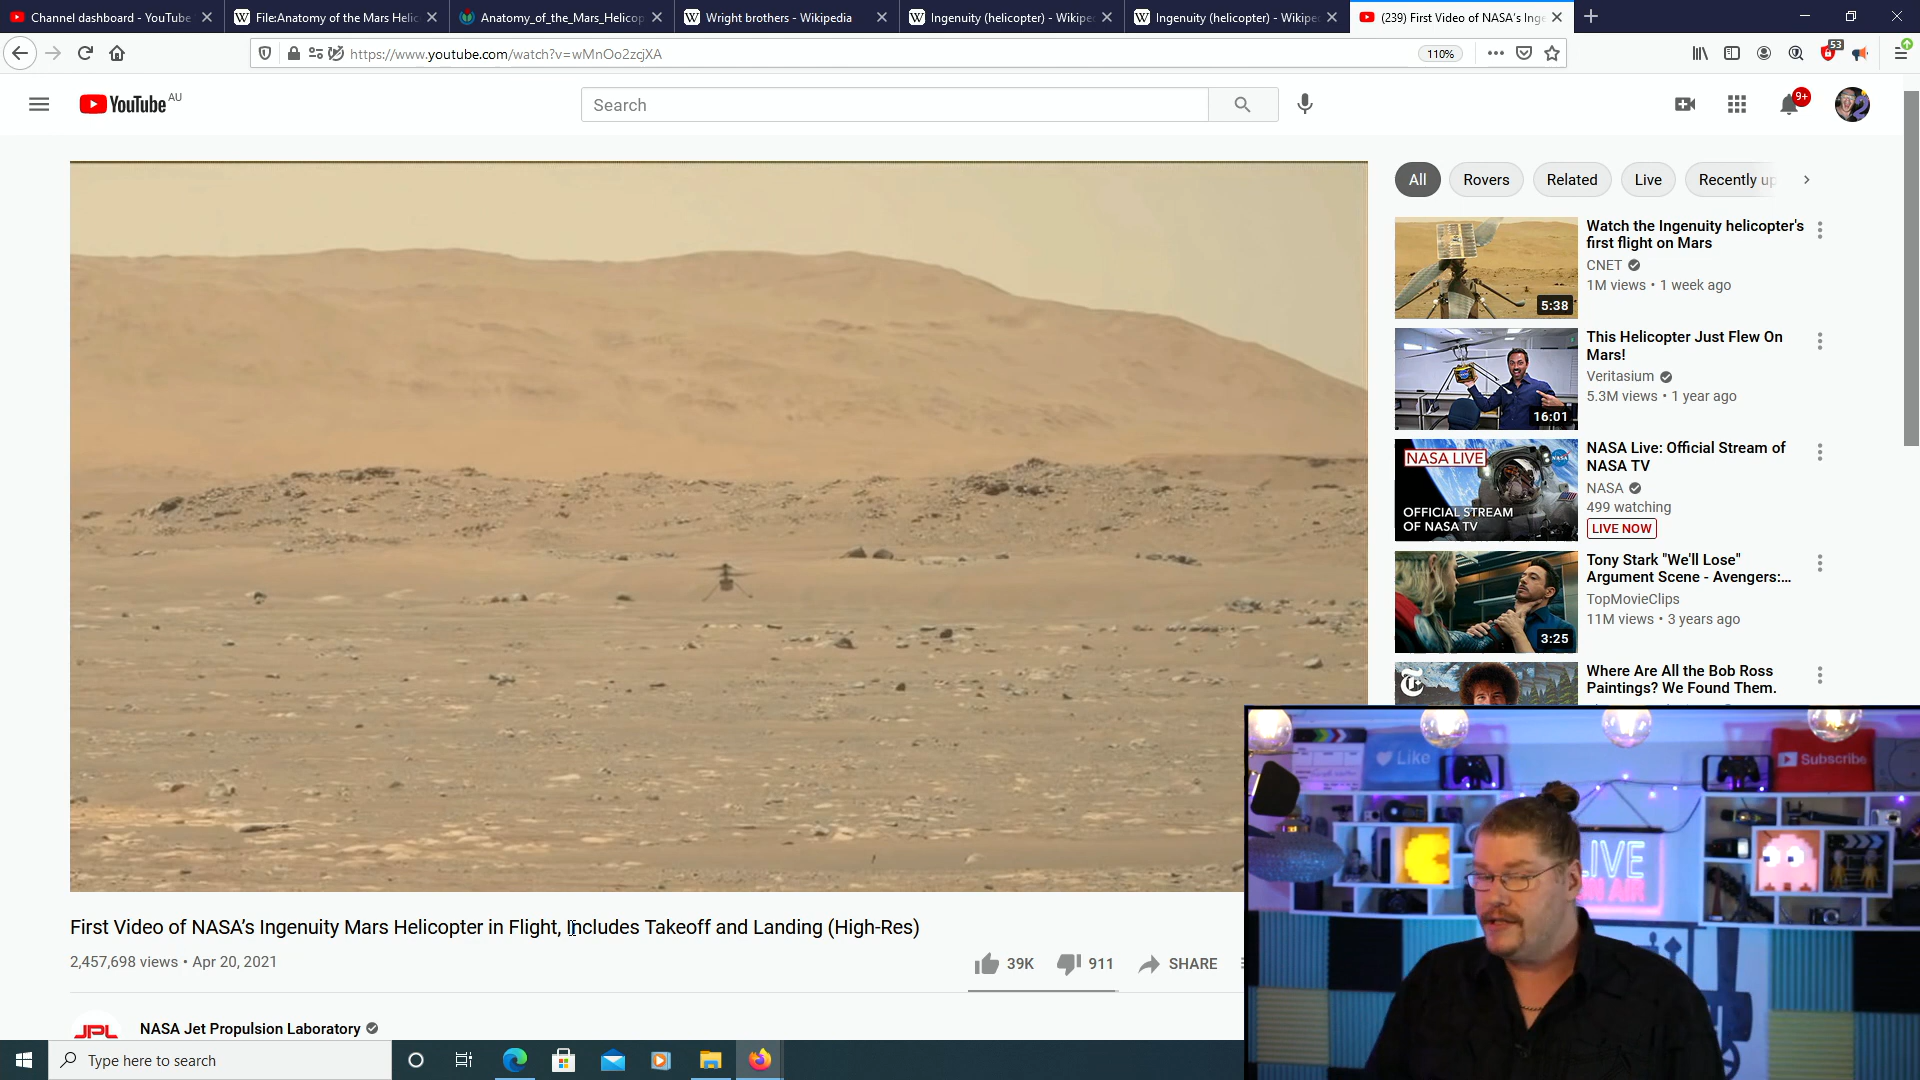 Channel dashboard - YouTube
File:Anatomy of the Mars Helic
Anatomy_of_the_Mars_Helicop
Wright brothers - Wikipedia
Ingenuity (helicopter) - Wikipe
Ingenuity (helicopter) - Wikipe
(239) First Video of NASA's Inge
https://www.youtube.com/watch?v=wMnOo2zcjXA
110%
53
YouTube AU
Search
9+
All
Rovers
Related
Live
Recently up
Watch the Ingenuity helicopter's
first flight on Mars
CNET
1M views • 1 week ago
5:38
This Helicopter Just Flew On
Mars!
Veritasium
5.3M views • 1 year ago
16:01
NASA LIVE
OFFICIAL STREAM
OF NASA TV
NASA Live: Official Stream of
NASA TV
NASA
499 watching
LIVE NOW
Tony Stark "We'll Lose"
Argument Scene - Avengers:...
TopMovieClips
11M views • 3 years ago
3:25
Where Are All the Bob Ross
Paintings? We Found Them.
Like
Subscribe
LIVE
ON AIR
First Video of NASA's Ingenuity Mars Helicopter in Flight, Includes Takeoff and Landing (High-Res)
2,457,698 views • Apr 20, 2021
39K
911
SHARE
JPL
NASA Jet Propulsion Laboratory
Type here to search